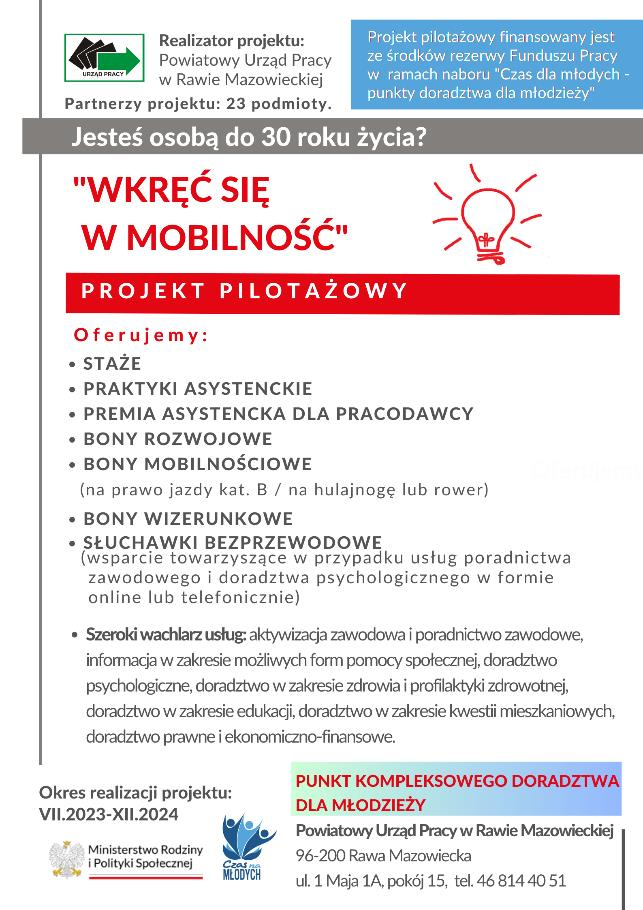 URZĄD PRACY
Realizator projektu:
Powiatowy Urząd Pracy
w Rawie Mazowieckiej
Partnerzy projektu: 23 podmioty.
Projekt pilotażowy finansowany jest
ze środków rezerwy Funduszu Pracy
w ramach naboru "Czas dla młodych -
punkty doradztwa dla młodzieży"
Jesteś osobą do 30 roku życia?
"WKRĘĆ SIĘ
W MOBILNOŚĆ"
PROJEKT PILOTAŻOWY
Oferujemy:
• STAŻE
• PRAKTYKI ASYSTENCKIE
• PREMIA ASYSTENCKA DLA PRACODAWCY
• BONY ROZWOJOWE
• BONY MOBILNOŚCIOWE
(na prawo jazdy kat. B / na hulajnogę lub rower)
• BONY WIZERUNKOWE
• SŁUCHAWKI BEZPRZEWODOWE
(wsparcie towarzyszące w przypadku usług poradnictwa
zawodowego i doradztwa psychologicznego w formie
online lub telefonicznie)
• Szeroki wachlarz usług: aktywizacja zawodowa i poradnictwo zawodowe,
informacja w zakresie możliwych form pomocy społecznej, doradztwo
psychologiczne, doradztwo w zakresie zdrowia i profilaktyki zdrowotnej,
doradztwo w zakresie edukacji, doradztwo w zakresie kwestii mieszkaniowych,
doradztwo prawne i ekonomiczno-finansowe.
Okres realizacji projektu:
VII.2023-XII.2024
Ministerstwo Rodziny
i Polityki Społecznej
Czas na
MŁODYCH
PUNKT KOMPLEKSOWEGO DORADZTWA
DLA MŁODZIEŻY
Powiatowy Urząd Pracy w Rawie Mazowieckiej
96-200 Rawa Mazowiecka
ul. 1 Maja 1A, pokój 15, tel. 46 814 40 51